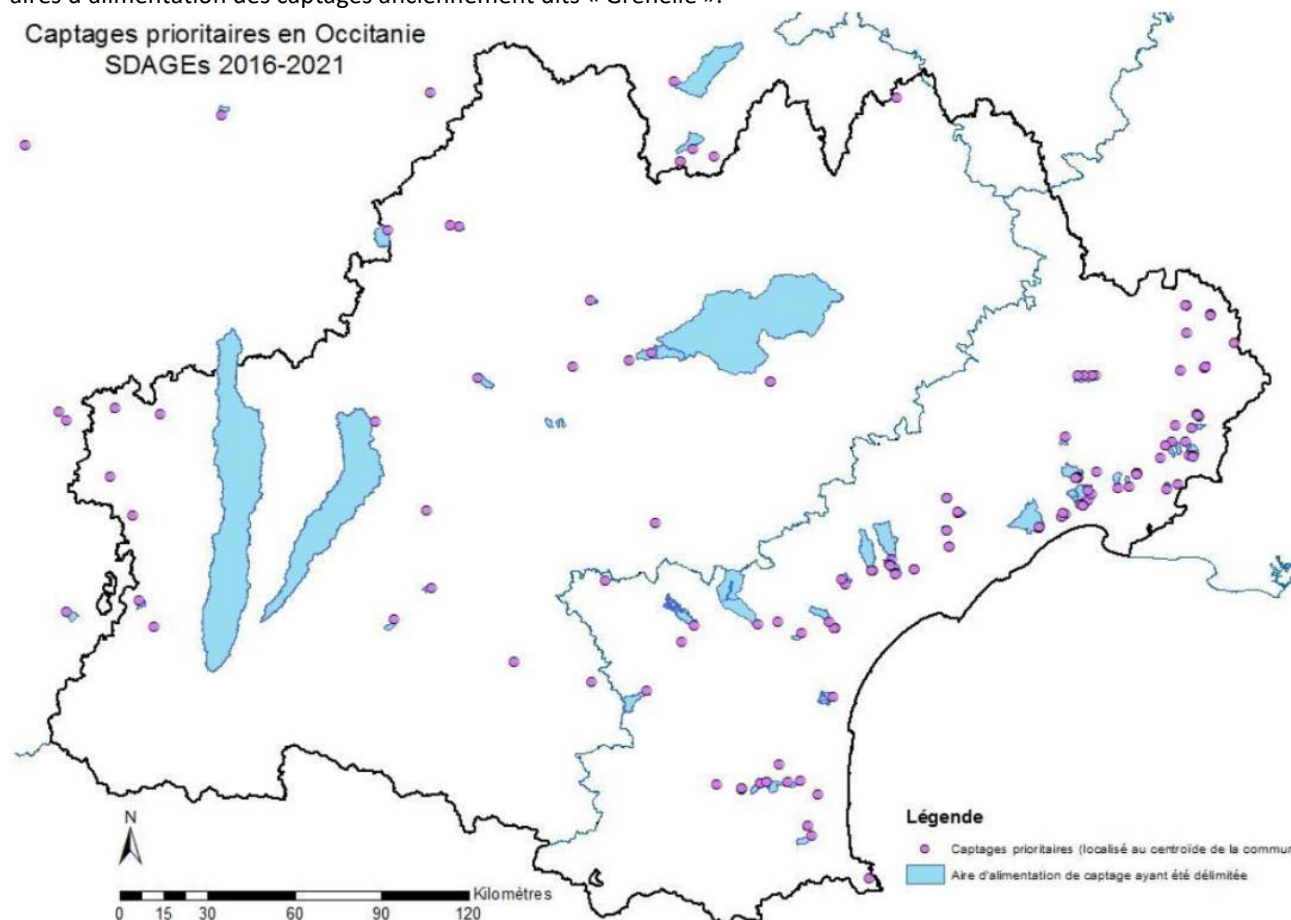 aires d'alimentation des captages anciennement dits « Grenelle ».
Captages prioritaires en Occitanie
SDAGEs 2016-2021
Légende
Captages prioritaires (localisé au centroïde de la commun
Aire d'alimentation de captage ayant été délimitée
N
Kilomètres
0 15 30 60 90 120